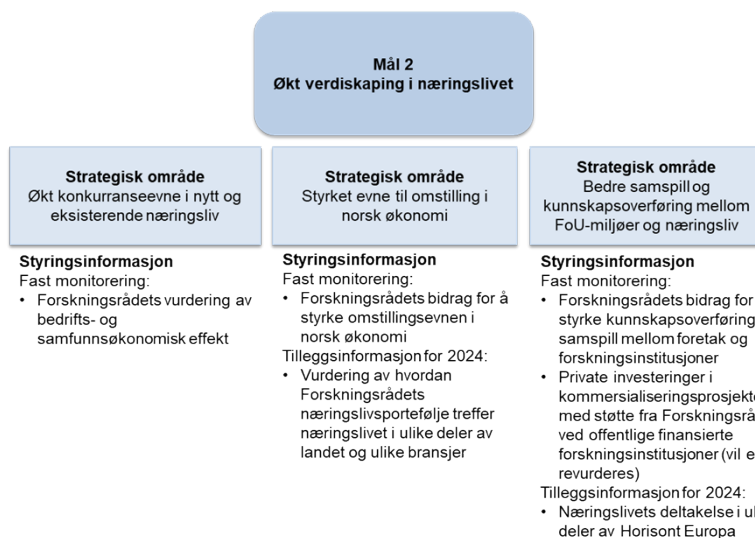 Mål 2
Økt verdiskaping i næringslivet
Strategisk område
Økt konkurranseevne i nytt og
eksisterende næringsliv
Styringsinformasjon
Fast monitorering:
• Forskningsrådets vurdering av
bedrifts- og
samfunnsøkonomisk effekt
Strategisk område
Styrket evne til omstilling i
norsk økonomi
Styringsinformasjon
Fast monitorering:
• Forskningsrådets bidrag for å
styrke omstillingsevnen i
norsk økonomi
Tilleggsinformasjon for 2024:
• Vurdering av hvordan
Forskningsrådets
næringslivsportefølje treffer
næringslivet i ulike deler av
landet og ulike bransjer
Strategisk område
Bedre samspill og
kunnskapsoverføring mellom
FoU-miljøer og næringsliv
Styringsinformasjon
Fast monitorering:
• Forskningsrådets bidrag for
styrke kunnskapsoverføring
samspill mellom foretak og
forskningsinstitusjoner
• Private investeringer i
med støtte fra
ved offentlige finansierte
forskningsinstitusjoner (vil
revurderes)
Tilleggsinformasjon for 2024:
• Næringslivets deltakelse i
deler av Horisont Europa